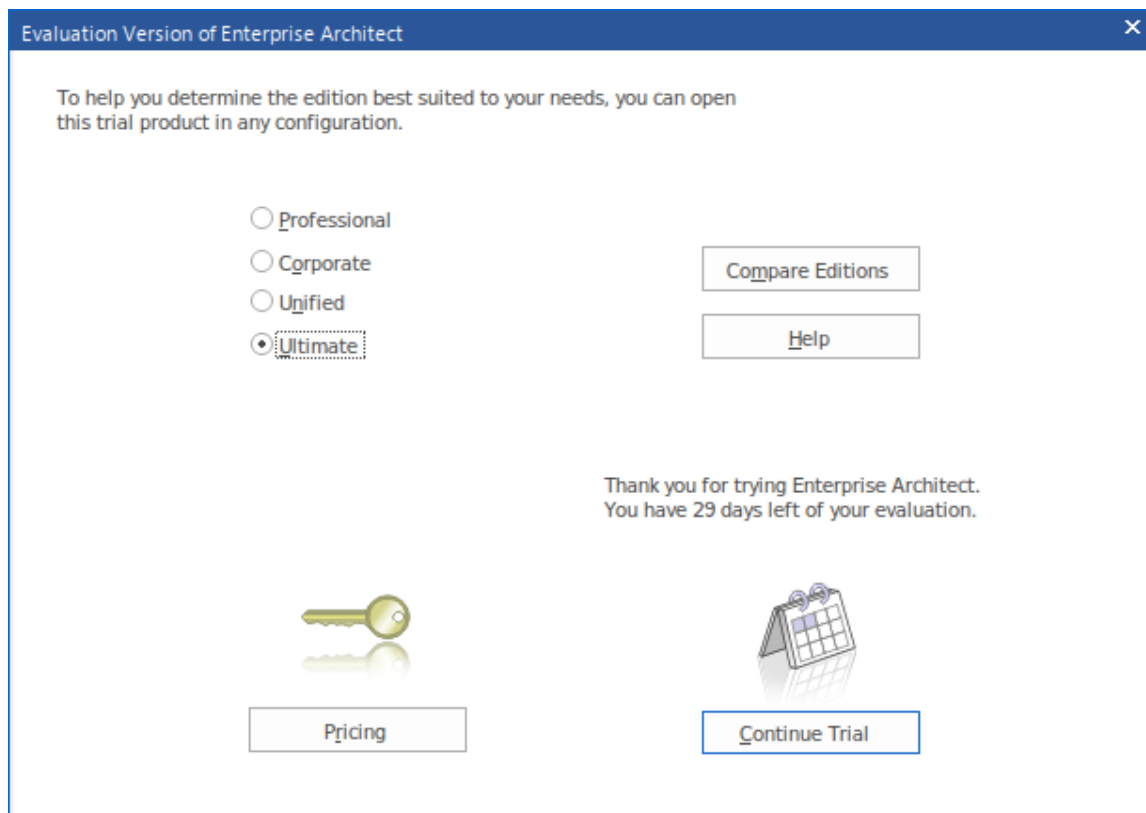 Evaluation Version of Enterprise Architect
To help you determine the edition best suited to your needs, you can open
this trial product in any configuration.
Professional
Corporate
Unified
Ultimate
Compare Editions
Help
Thank you for trying Enterprise Architect.
You have 29 days left of your evaluation.
Pricing
Continue Trial